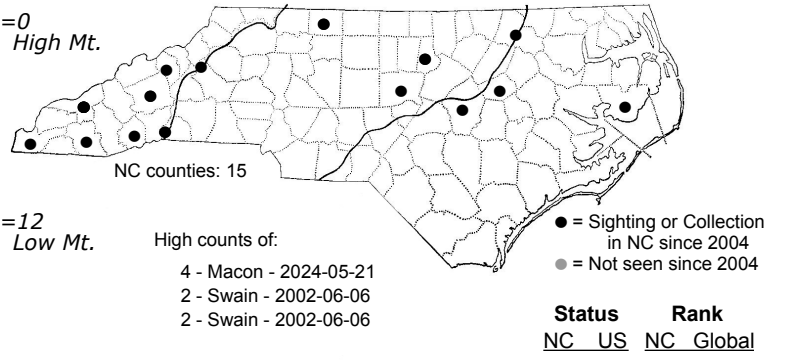 =0
High Mt.
NC counties: 15
=12
Low Mt.
High counts of:
4 - Macon - 2024-05-21
2 - Swain - 2002-06-06
2 - Swain - 2002-06-06
= Sighting or Collection
in NC since 2004
= Not seen since 2004
Status Rank
NC US NC Global